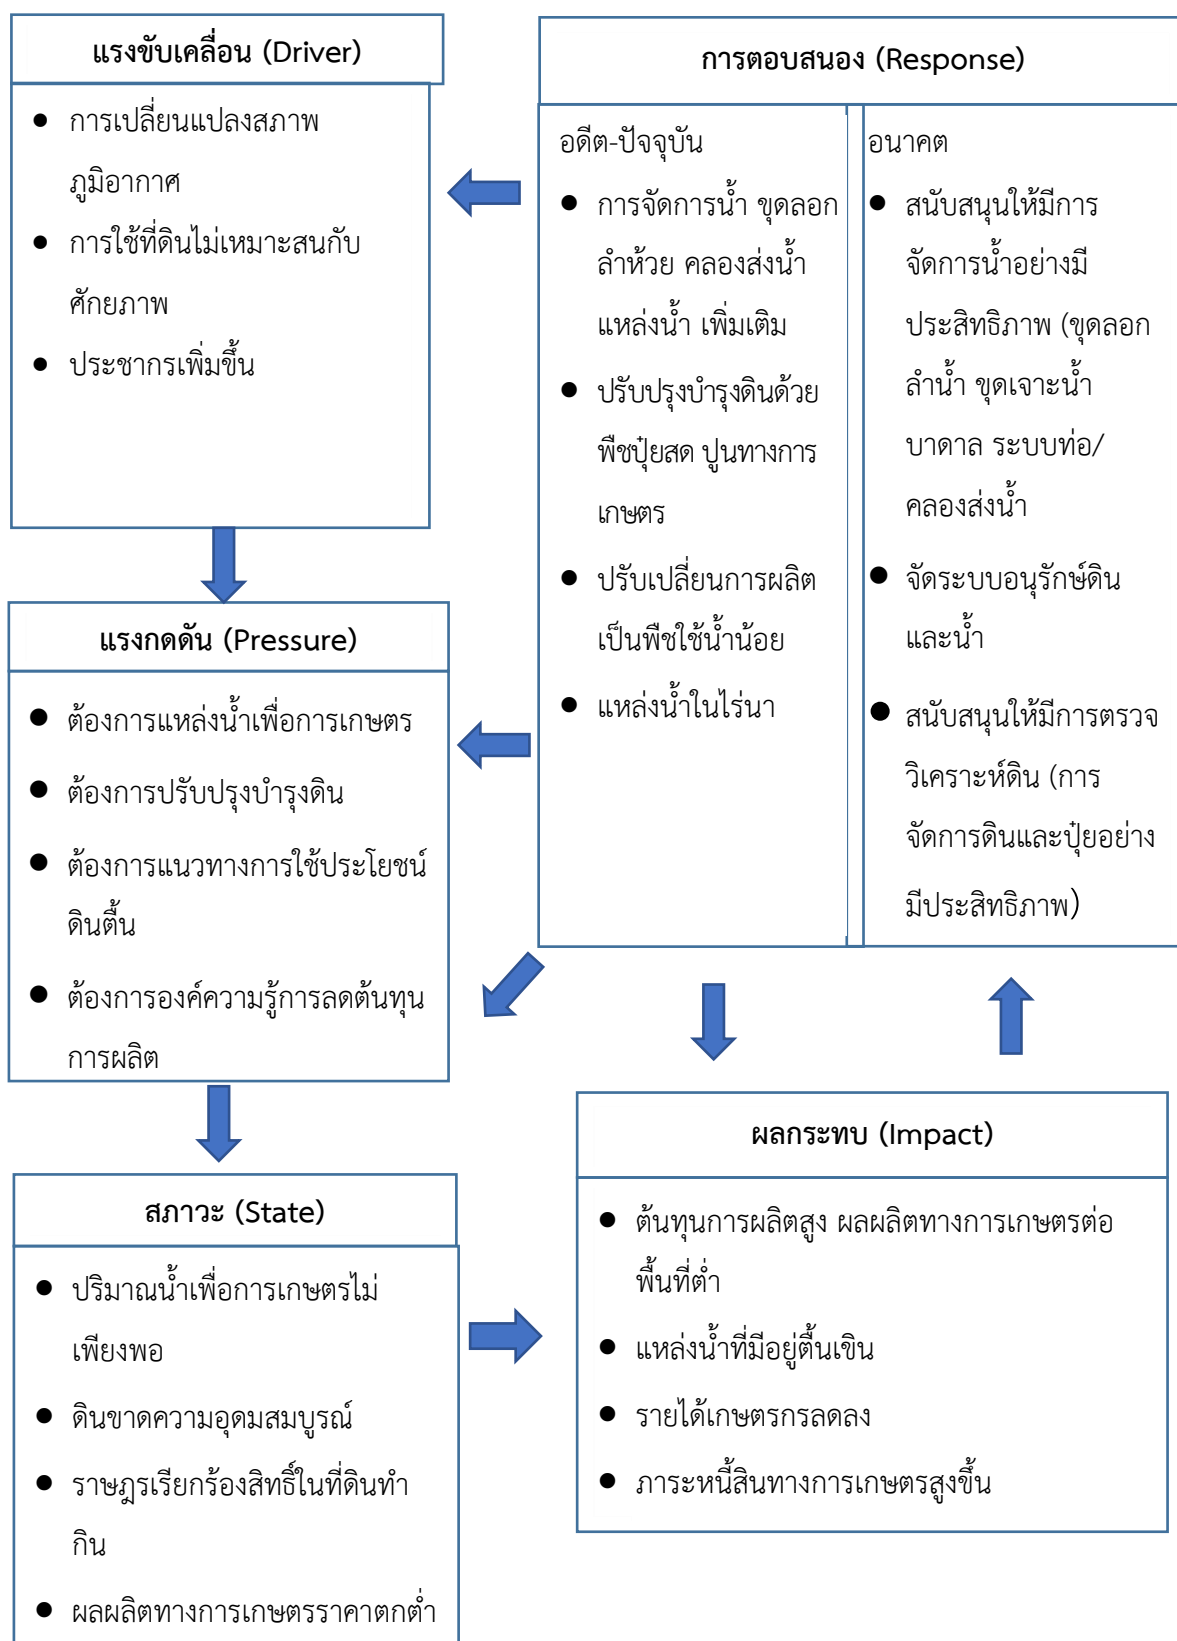 แรงขับเคลื่อน (Driver)
• การเปลี่ยนแปลงสภาพ
ภูมิอากาศ
• การใช้ที่ดินไม่เหมาะสนกับ
ศักยภาพ
• ประชากรเพิ่มขึ้น
การตอบสนอง (Response)
อดีต-ปัจจุบัน
• การจัดการน้ำ ขุดลอก
ลำห้วย คลองส่งน้ำ
แหล่งน้ำ เพิ่มเติม
• ปรับปรุงบำรุงดินด้วย
พืชปุ๋ยสด ปูนทางการ
เกษตร
• ปรับเปลี่ยนการผลิต
เป็นพืชใช้น้ำน้อย
• แหล่งน้ำในไร่นา
อนาคต
• สนับสนุนให้มีการ
จัดการน้ำอย่างมี
ประสิทธิภาพ (ขุดลอก
ลำน้ำ ขุดเจาะน้ำ
บาดาล ระบบท่อ/
คลองส่งน้ำ
• จัดระบบอนุรักษ์ดิน
และน้ำ
• สนับสนุนให้มีการตรวจ
วิเคราะห์ดิน (การ
จัดการดินและปุ๋ยอย่าง
มีประสิทธิภาพ)
แรงกดดัน (Pressure)
• ต้องการแหล่งน้ำเพื่อการเกษตร
• ต้องการปรับปรุงบำรุงดิน
• ต้องการแนวทางการใช้ประโยชน์
ดินตื้น
• ต้องการองค์ความรู้การลดต้นทุน
การผลิต
สภาวะ (State)
• ปริมาณน้ำเพื่อการเกษตรไม่
เพียงพอ
• ดินขาดความอุดมสมบูรณ์
• ราษฎรเรียกร้องสิทธิ์ในที่ดินทำ
กิน
• ผลผลิตทางการเกษตรราคาตกต่ำ
ผลกระทบ (Impact)
• ต้นทุนการผลิตสูง ผลผลิตทางการเกษตรต่อ
พื้นที่ต่ำ
• แหล่งน้ำที่มีอยู่ตื้นเขิน
• รายได้เกษตรกรลดลง
• ภาระหนี้สินทางการเกษตรสูงขึ้น